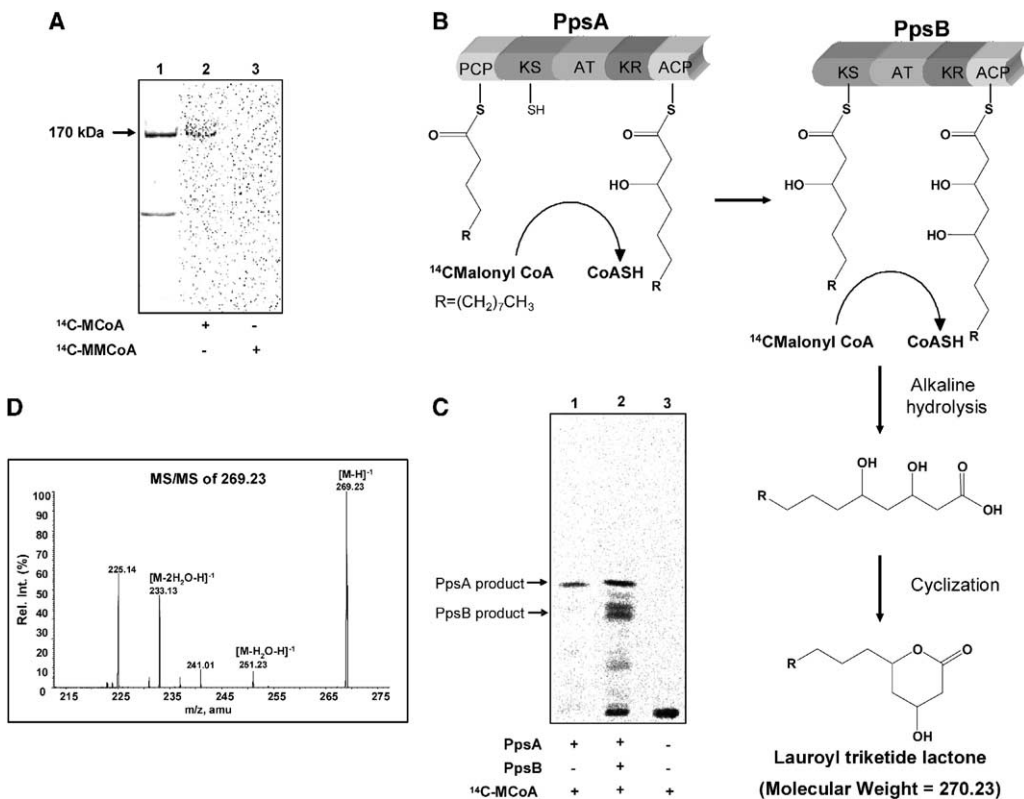 A
1 2 3
170 kDa
¹⁴C-MCoA + -
¹⁴C-MMCoA - +
B
PpsA
PCP KS AT KR ACP
S SH S
O O
HO
R
R
¹⁴CMalonyl CoA CoASH
R=(CH₂)₇CH₃
PpsB
KS AT KR ACP
S S
O O
HO HO
HO
R
R
¹⁴CMalonyl CoA CoASH
Alkaline
hydrolysis
OH OH O
R OH
Cyclization
R O O
OH
Lauroyl triketide lactone
(Molecular Weight = 270.23)
C
1 2 3
PpsA product
PpsB product
PpsA + + -
PpsB - + -
¹⁴C-MCoA + + +
D
MS/MS of 269.23
[M-H]⁻¹
269.23
225.14
[M-2H₂O-H]⁻¹
233.13
241.01
[M-H₂O-H]⁻¹
251.23
Rel. Int. (%)
100
90
80
70
60
50
40
30
20
10
0
215 225 235 245 255 265 275
m/z, amu